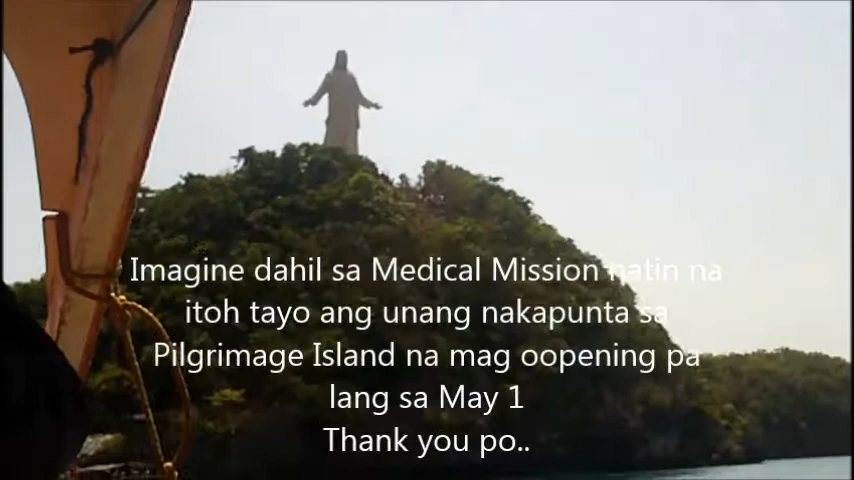 Imagine dahil sa Medical Mission natin na
itoh tayo ang unang nakapunta sa
Pilgrimage Island na mag oopening pa
lang sa May 1
Thank you po..